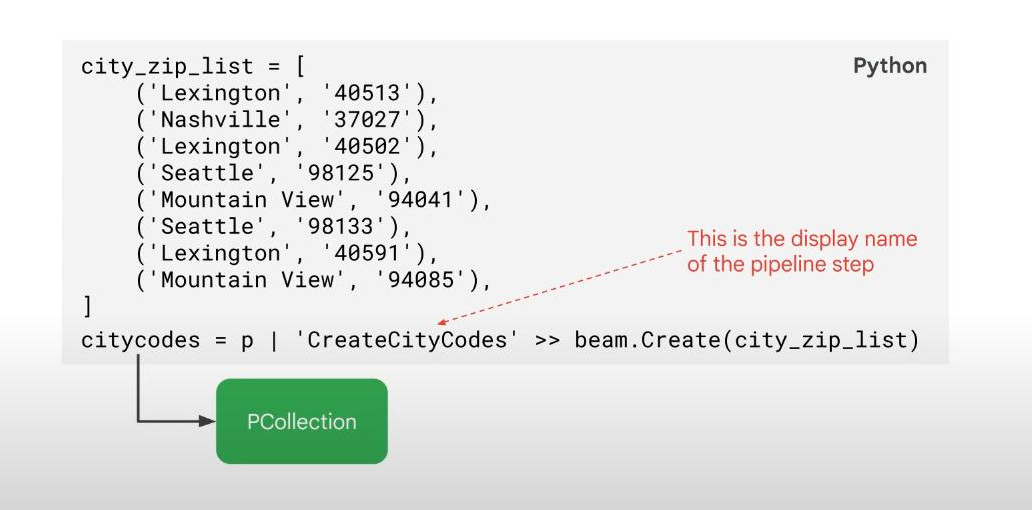 city_zip_list = [
Python
('Lexington', '40513'),
('Nashville', '37027'),
('Lexington', '40502'),
('Seattle', '98125'),
('Mountain View', '94041'),
('Seattle', '98133'),
('Lexington', '40591'),
('Mountain View', '94085'),
]
This is the display name
of the pipeline step
citycodes = p | 'CreateCityCodes' >> beam.Create(city_zip_list)
PCollection